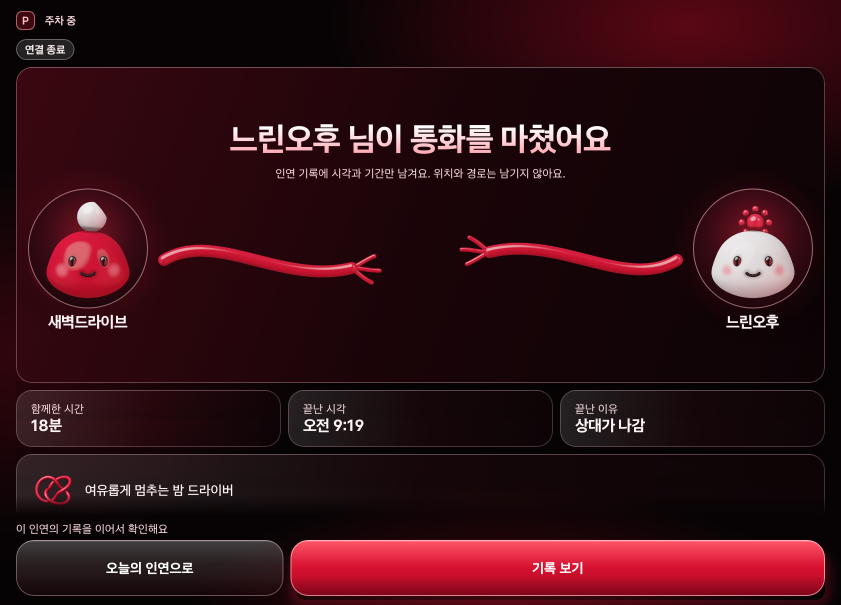 P 주차 중
연결 종료
느린오후 님이 통화를 마쳤어요
인연 기록에 시각과 기간만 남겨요. 위치와 경로는 남기지 않아요.
새벽드라이브
느린오후
함께한 시간
18분
끝난 시각
오전 9:19
끝난 이유
상대가 나감
여유롭게 멈추는 밤 드라이버
이 인연의 기록을 이어서 확인해요
오늘의 인연으로
기록 보기